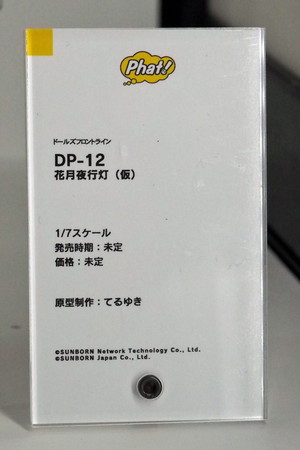 Phat!
ドールズフロントライン
DP-12
花月夜行灯（仮）
1/7スケール
発売時期：未定
価格：未定
原型制作：てるゆき
©SUNBORN Network Technology Co., Ltd.
©SUNBORN Japan Co., Ltd.